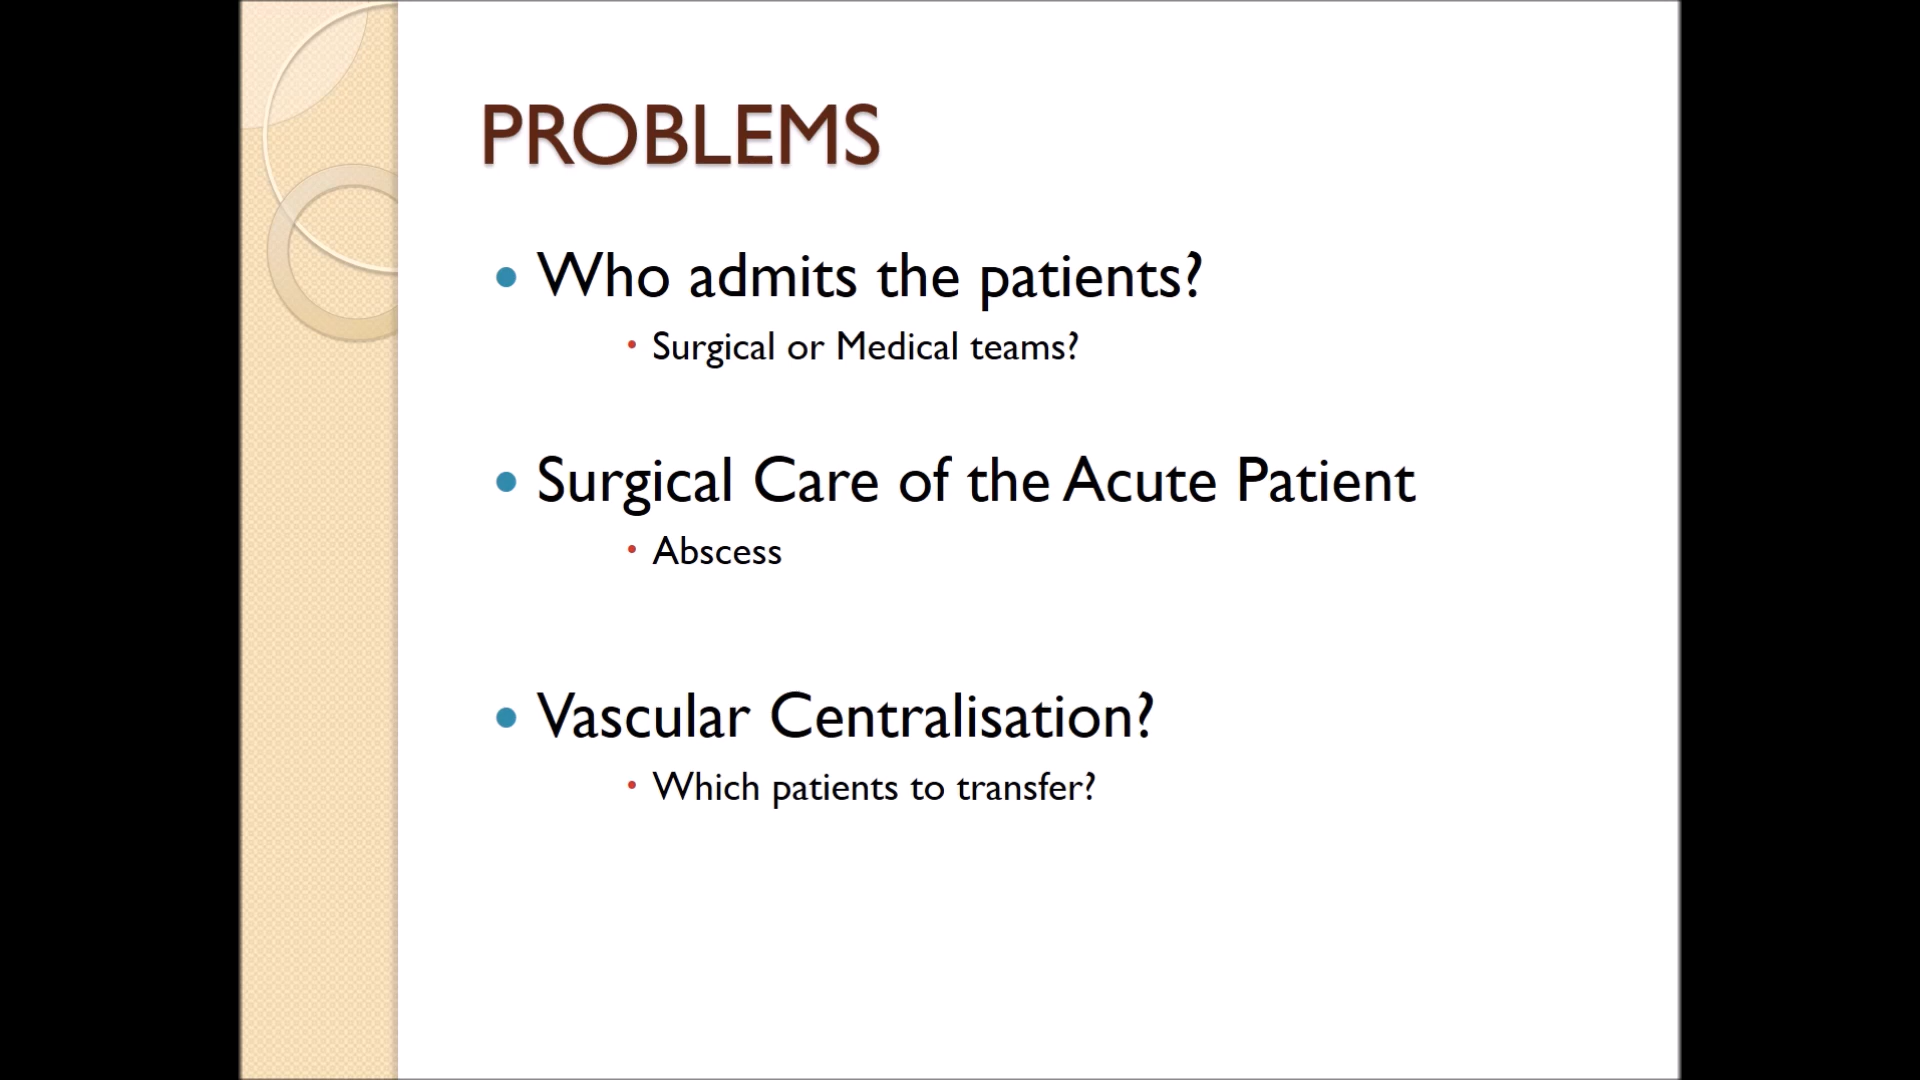 PROBLEMS
• Who admits the patients?
• Surgical or Medical teams?
• Surgical Care of the Acute Patient
• Abscess
• Vascular Centralisation?
• Which patients to transfer?